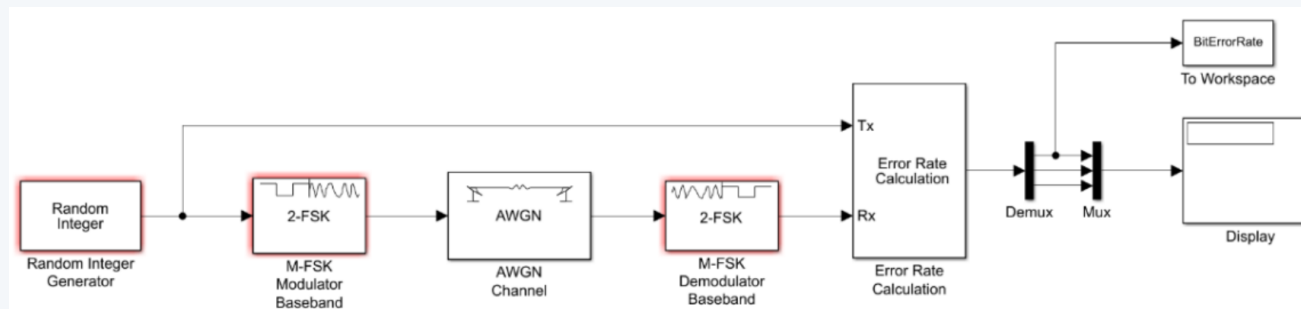 BitErrorRate
To Workspace
Tx
Error Rate
Calculation
Rx
Error Rate
Calculation
Random
Integer
Random Integer
Generator
2-FSK
M-FSK
Modulator
Baseband
AWGN
AWGN
Channel
2-FSK
M-FSK
Demodulator
Baseband
Demux
Mux
Display